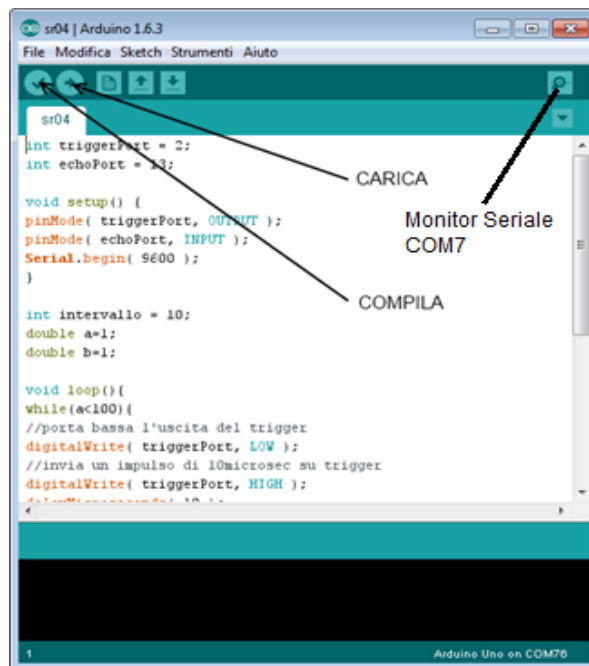 sr04 | Arduino 1.6.3
File Modifica Sketch Strumenti Aiuto
sr04
int triggerPort = 2;
int echoPort = 13;
void setup() {
pinMode( triggerPort, OUTPUT );
pinMode( echoPort, INPUT );
Serial.begin( 9600 );
}
int intervallo = 10;
double a=1;
double b=1;
void loop(){
while(a<100){
//porta bassa l'uscita del trigger
digitalWrite( triggerPort, LOW );
//invia un impulso di 10microsec su trigger
digitalWrite( triggerPort, HIGH );
delayMicroseconds( 10 );
CARICA
Monitor Seriale
COM7
COMPILA
1
Arduino Uno on COM76